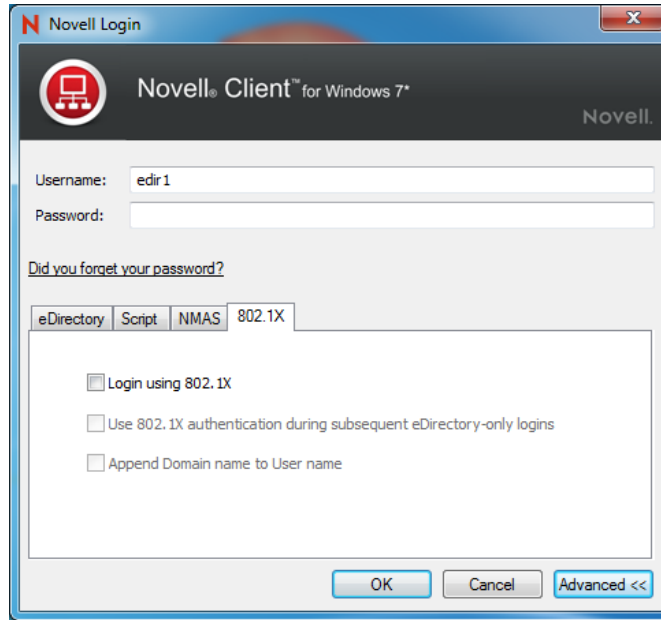 Novell Login
Novell® Client™ for Windows 7*
Novell.
Username: edir1
Password:
Did you forget your password?
eDirectory Script NMAS 802.1X
Login using 802.1X
Use 802.1X authentication during subsequent eDirectory-only logins
Append Domain name to User name
OK Cancel Advanced <<